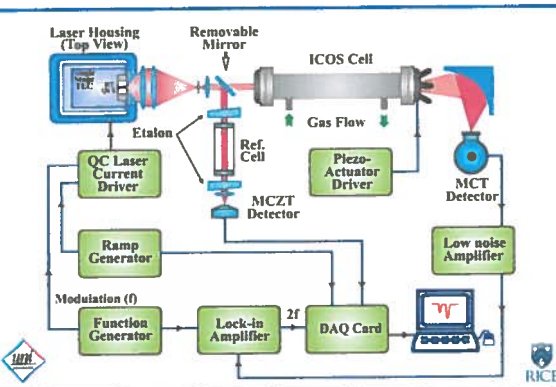 Laser Housing
(Top View)
Removable
Mirror
ICOS Cell
Gas Flow
Etalon
Ref.
Cell
QC Laser
Current
Driver
MCZT
Detector
Piezo-
Actuator
Driver
MCT
Detector
Low noise
Amplifier
Ramp
Generator
Modulation (f)
Function
Generator
Lock-in
Amplifier
2f
DAQ Card
uni
RICE